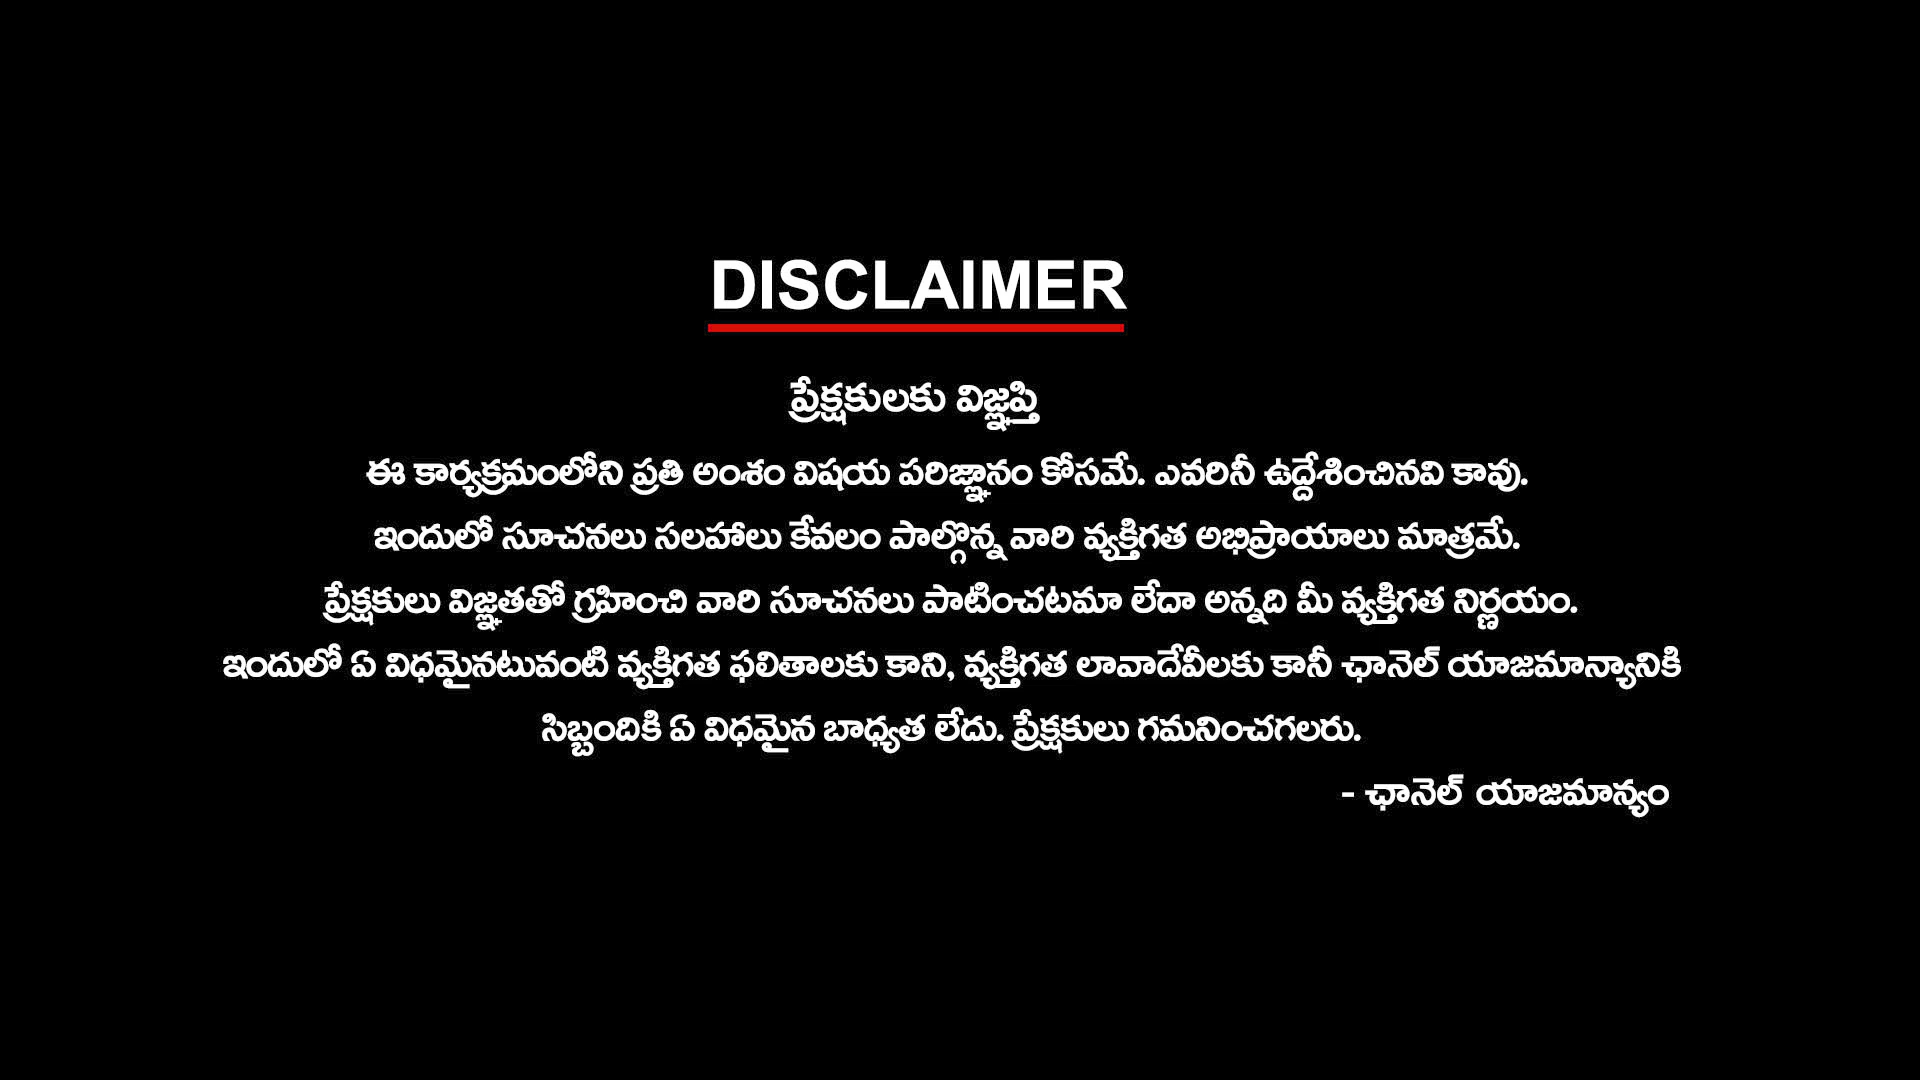 DISCLAIMER
ప్రేక్షకులకు విజ్ఞప్తి
ఈ కార్యక్రమంలోని ప్రతి అంశం విషయ పరిజ్ఞానం కోసమే. ఎవరినీ ఉద్దేశించినవి కావు.
ఇందులో సూచనలు సలహాలు కేవలం పాల్గొన్న వారి వ్యక్తిగత అభిప్రాయాలు మాత్రమే.
ప్రేక్షకులు విజ్ఞతతో గ్రహించి వారి సూచనలు పాటించటమా లేదా అన్నది మీ వ్యక్తిగత నిర్ణయం.
ఇందులో ఏ విధమైనటువంటి వ్యక్తిగత ఫలితాలకు కాని, వ్యక్తిగత లావాదేవీలకు కానీ ఛానెల్ యాజమాన్యానికి
సిబ్బందికి ఏ విధమైన బాధ్యత లేదు. ప్రేక్షకులు గమనించగలరు.
- ఛానెల్ యాజమాన్యం